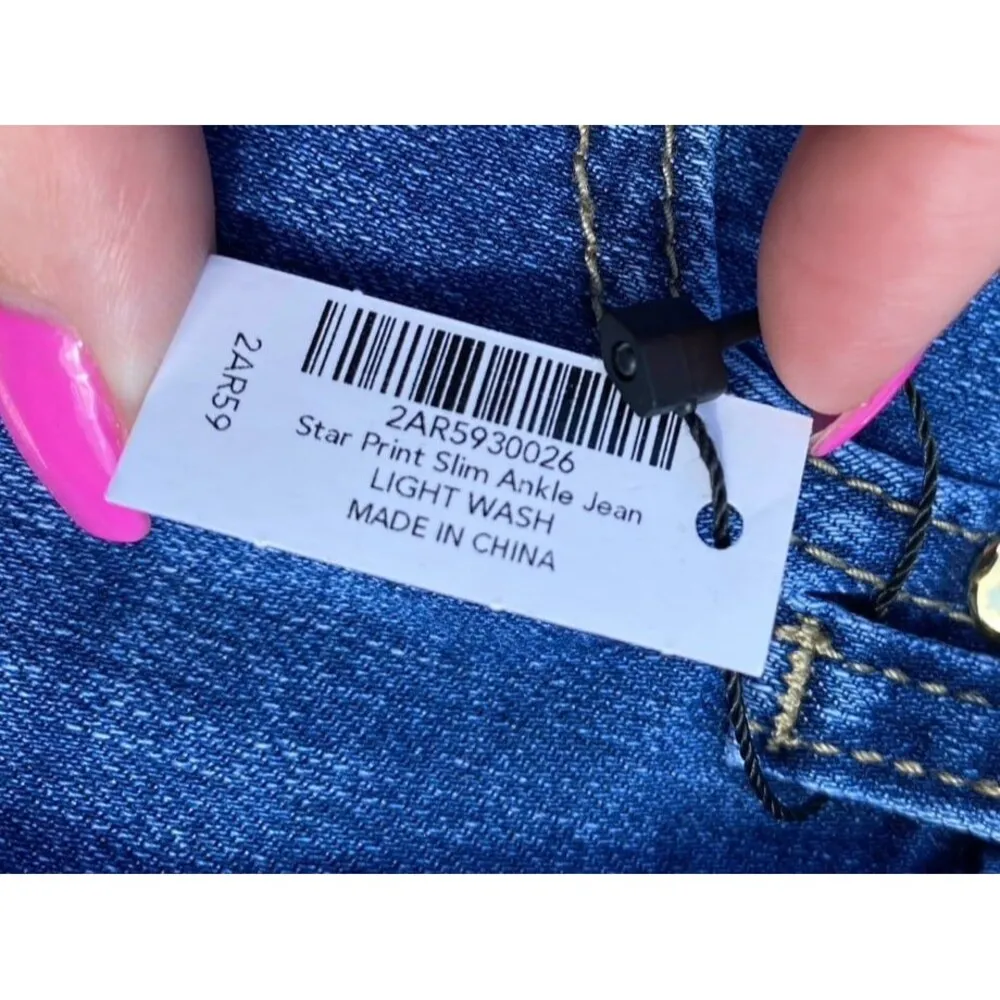 2AR59
2AR5930026
Star Print Slim Ankle Jean
LIGHT WASH
MADE IN CHINA